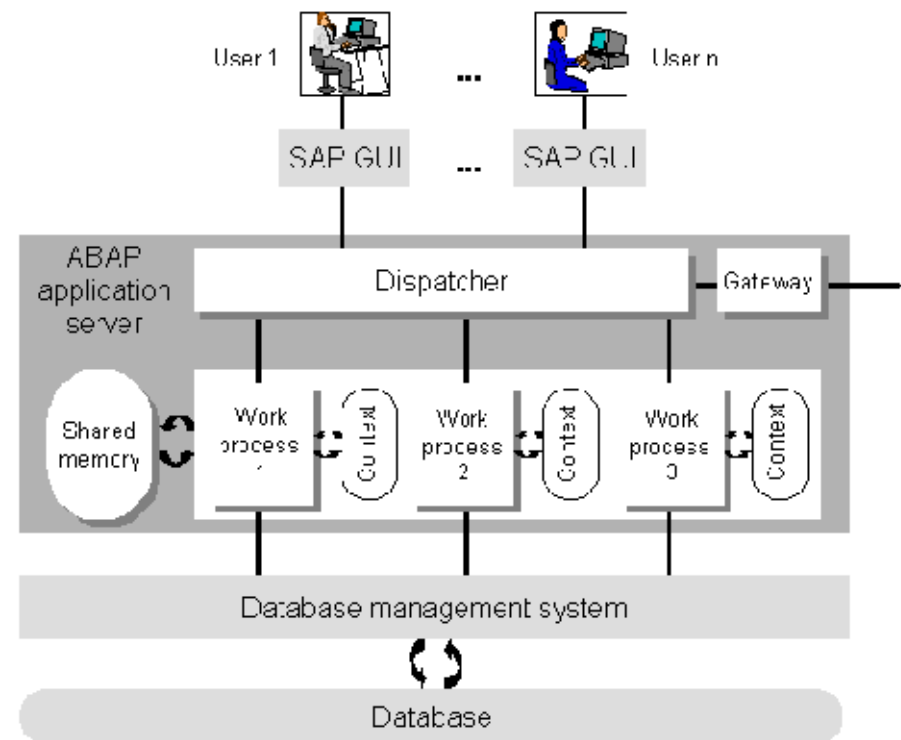 User 1
...
User n
SAP GUI
...
SAP GUI
ABAP
application
server
Dispatcher
Gateway
Shared
memory
Work
process
1
Context
Work
process
2
Context
Work
process
Context
Database management system
Database